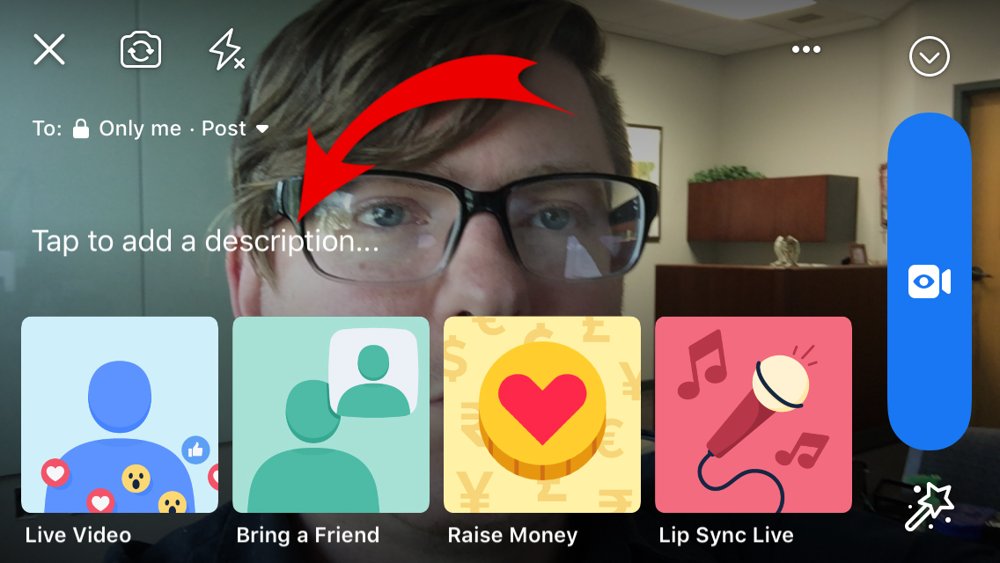 To: Only me · Post
Tap to add a description...
Live Video
Bring a Friend
Raise Money
Lip Sync Live